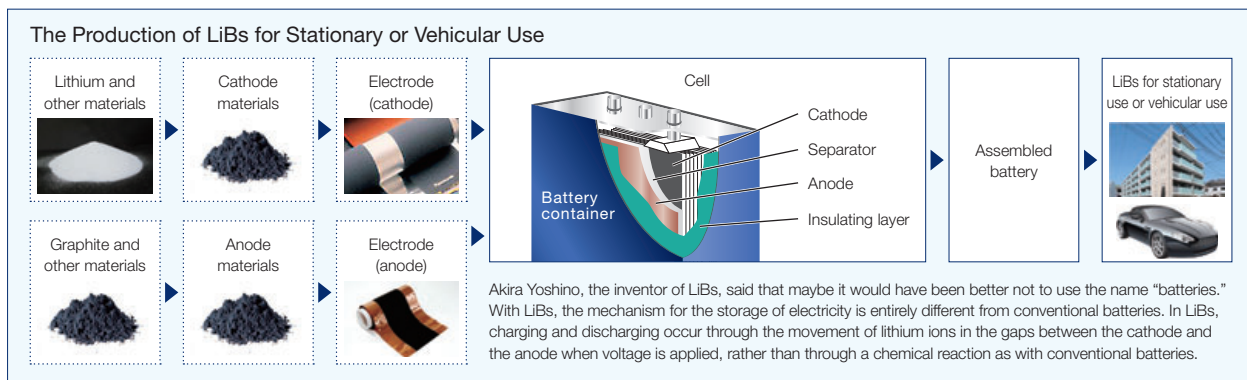 The Production of LiBs for Stationary or Vehicular Use
Lithium and
other materials
Cathode
materials
Electrode
(cathode)
Graphite and
other materials
Anode
materials
Electrode
(anode)
Cell
Cathode
Separator
Anode
Insulating layer
Battery
container
Assembled
battery
LiBs for stationary
use or vehicular use
Akira Yoshino, the inventor of LiBs, said that maybe it would have been better not to use the name “batteries.”
With LiBs, the mechanism for the storage of electricity is entirely different from conventional batteries. In LiBs,
charging and discharging occur through the movement of lithium ions in the gaps between the cathode and
the anode when voltage is applied, rather than through a chemical reaction as with conventional batteries.